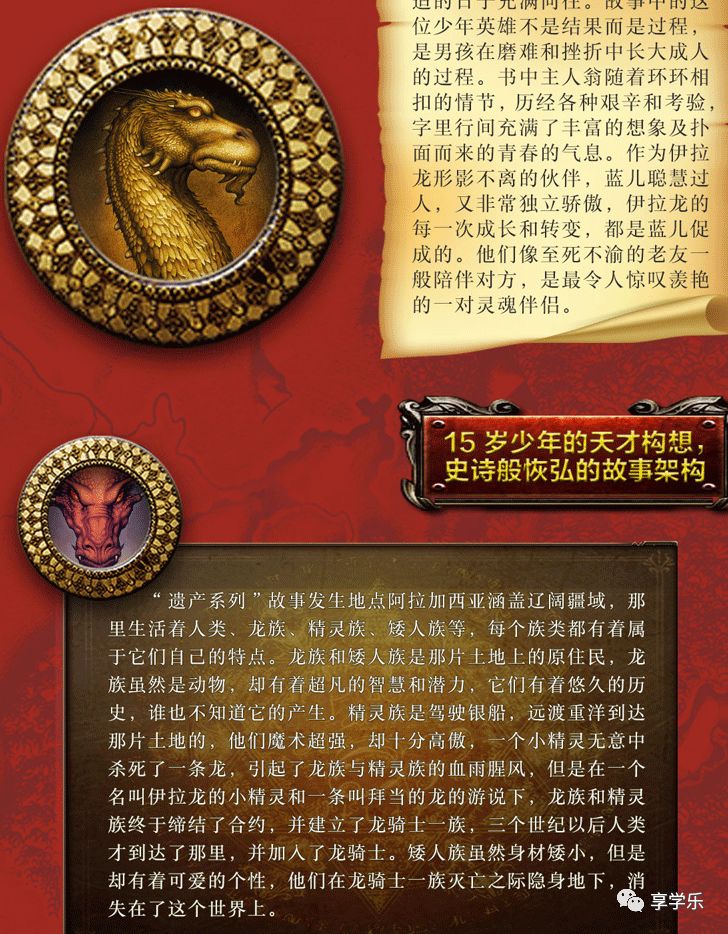 迫的日子充满向往。故事中的这
位少年英雄不是结果而是过程，
是男孩在磨难和挫折中长大成人
的过程。书中主人翁随着环环相
扣的情节，历经各种艰辛和考验，
字里行间充满了丰富的想象及扑
面而来的青春的气息。作为伊拉
龙形影不离的伙伴，蓝儿聪慧过
人，又非常独立骄傲，伊拉龙的
每一次成长和转变，都是蓝儿促
成的。他们像至死不渝的老友一
般陪伴对方，是最令人惊叹羡艳
的一对灵魂伴侣。
15 岁少年的天才构想，
史诗般恢弘的故事架构
“遗产系列”故事发生地点阿拉加西亚涵盖辽阔疆域，那
里生活着人类、龙族、精灵族、矮人族等，每个族类都有着属
于它们自己的特点。龙族和矮人族是那片土地上的原住民，龙
族虽然是动物，却有着超凡的智慧和潜力，它们有着悠久的历
史，谁也不知道它的产生。精灵族是驾驶银船，远渡重洋到达
那片土地的，他们魔术超强，却十分高傲，一个小精灵无意中
杀死了一条龙，引起了龙族与精灵族的血雨腥风，但是在一个
名叫伊拉龙的小精灵和一条叫拜当的龙的游说下，龙族和精灵
族终于缔结了合约，并建立了龙骑士一族，三个世纪以后人类
才到达了那里，并加入了龙骑士。矮人族虽然身材矮小，但是
却有着可爱的个性，他们在龙骑士一族灭亡之际隐身地下，消
失在了这个世界上。
享学乐